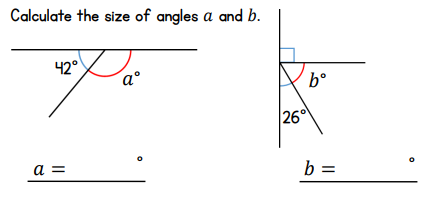 Calculate the size of angles a and b.
42°
a°
b°
26°
a = °
b = °